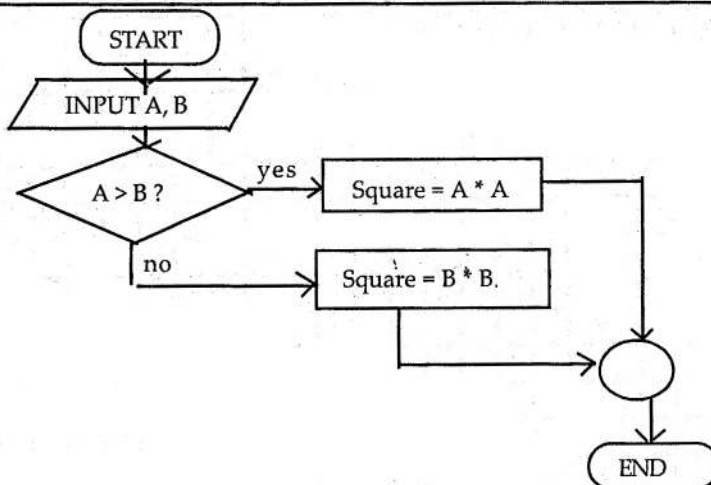 START
INPUT A, B
A > B ?
yes
Square = A * A
no
Square = B * B.
END